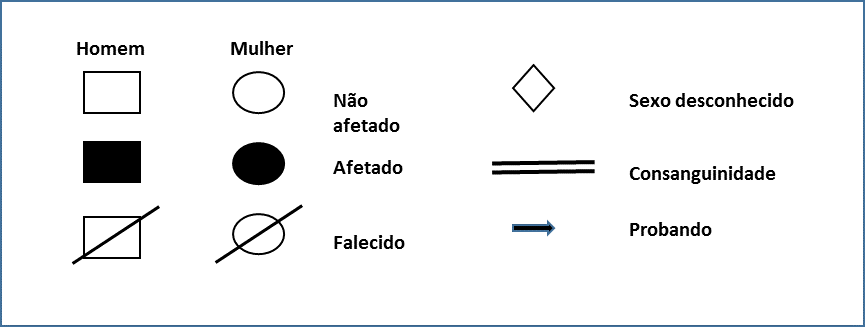 Homem
Mulher
Não
afetado
Sexo desconhecido
Afetado
Consanguinidade
Falecido
Probando